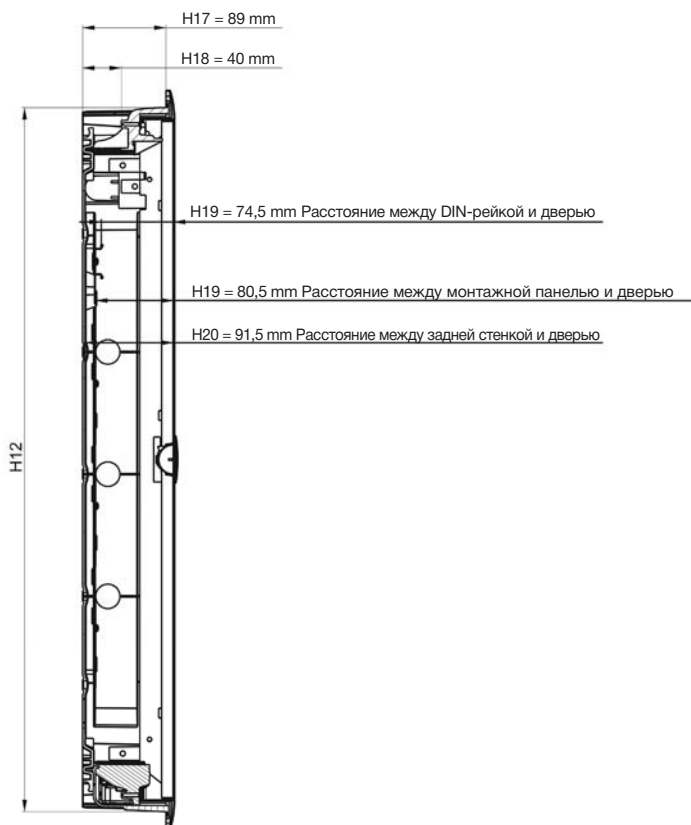 H17 = 89 mm
H18 = 40 mm
H19 = 74,5 mm Расстояние между DIN-рейкой и дверью
H19 = 80,5 mm Расстояние между монтажной панелью и дверью
H20 = 91,5 mm Расстояние между задней стенкой и дверью
H12